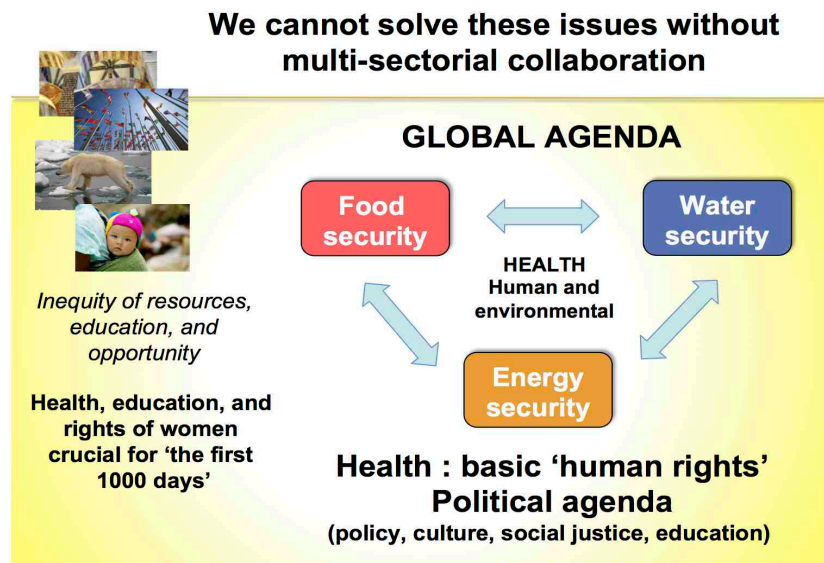 We cannot solve these issues without
multi-sectorial collaboration
GLOBAL AGENDA
Food
security
Water
security
HEALTH
Human and
environmental
Energy
security
Inequity of resources,
education, and
opportunity
Health, education, and
rights of women
crucial for ‘the first
1000 days’
Health : basic ‘human rights’
Political agenda
(policy, culture, social justice, education)